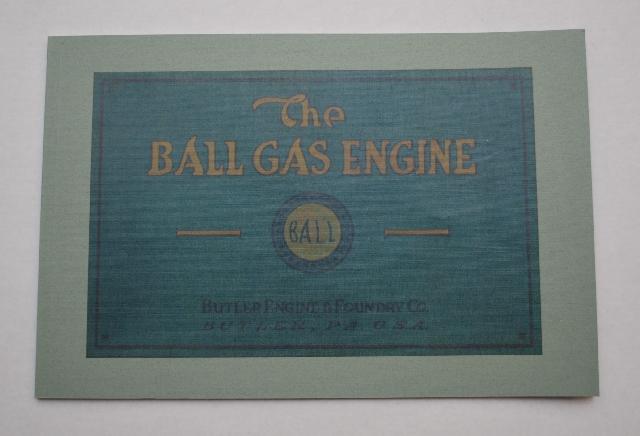 The
BALL GAS ENGINE
BALL
BUTLER ENGINE & FOUNDRY CO.
BUTLER, PA. U.S.A.